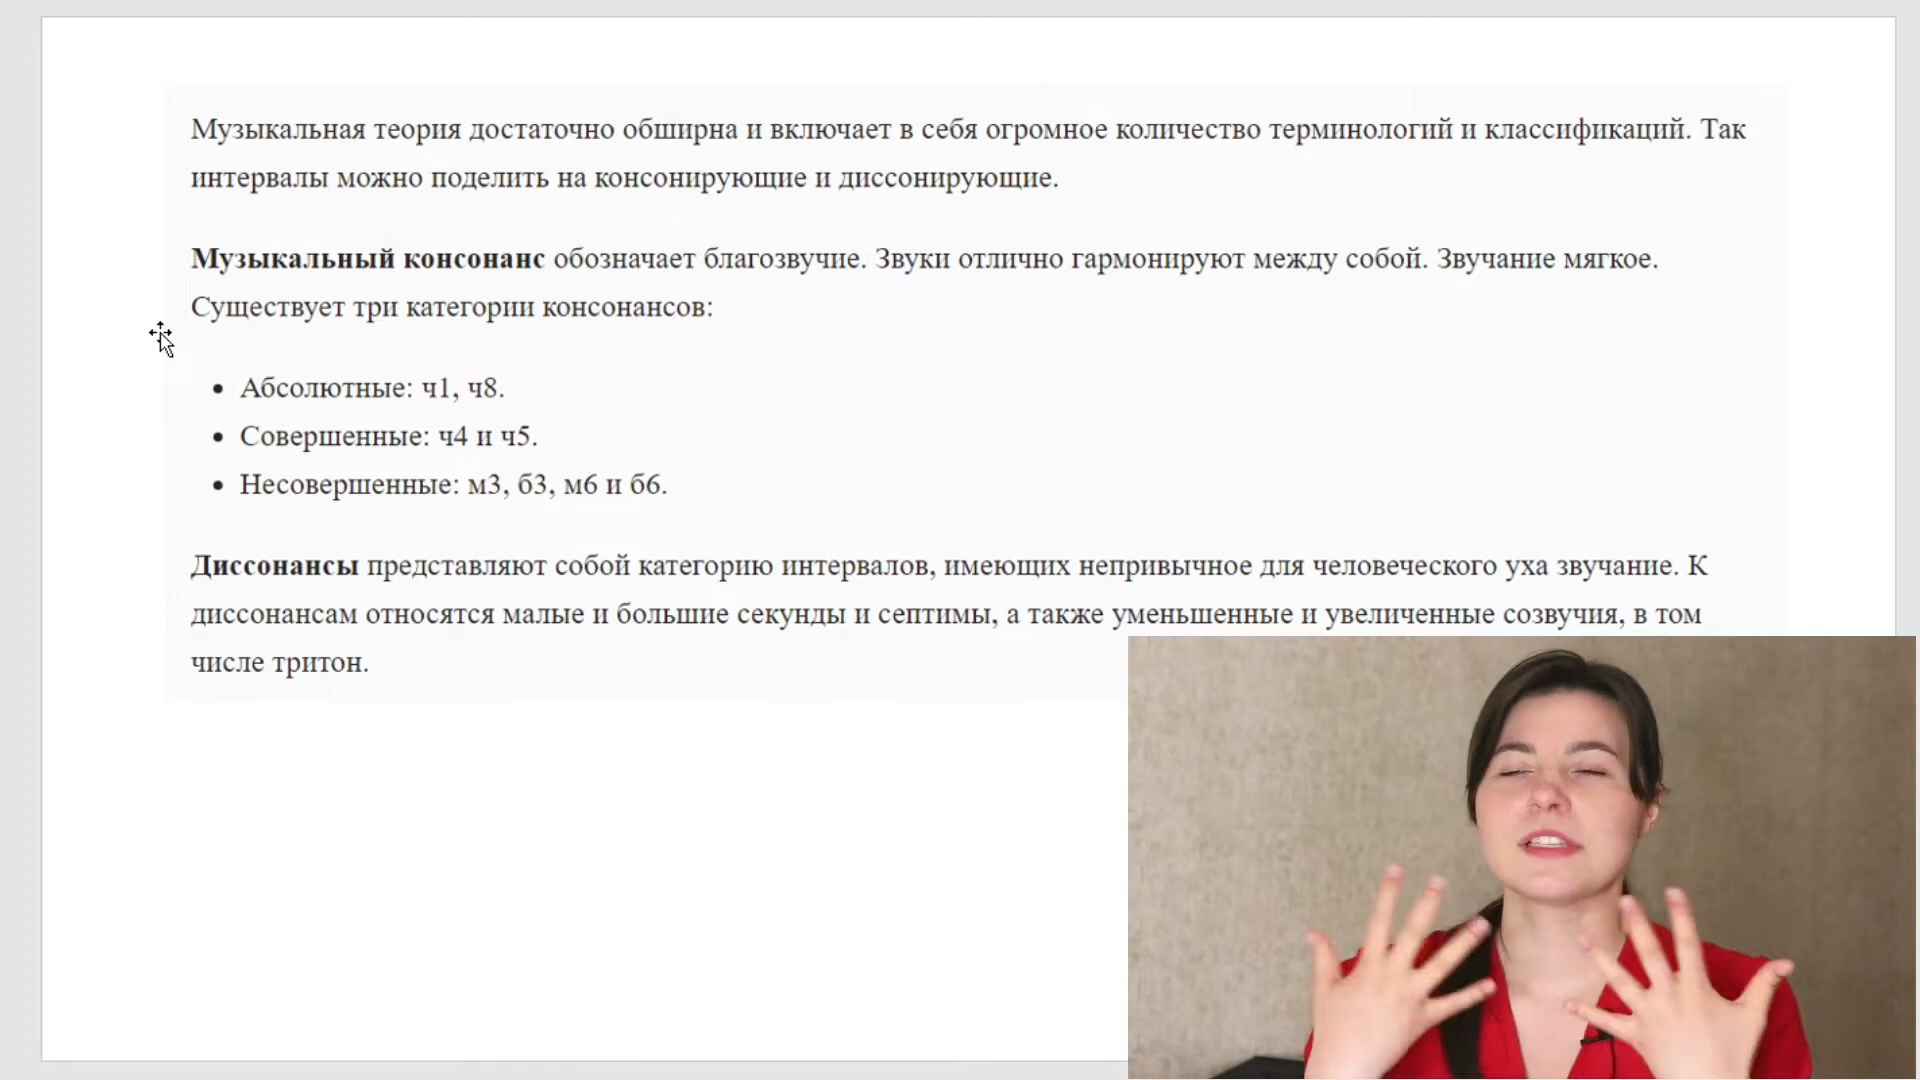 Музыкальная теория достаточно обширна и включает в себя огромное количество терминологий и классификаций. Так
интервалы можно поделить на консонирующие и диссонирующие.
Музыкальный консонанс обозначает благозвучие. Звуки отлично гармонируют между собой. Звучание мягкое.
Существует три категории консонансов:
• Абсолютные: ч1, ч8.
• Совершенные: ч4 и ч5.
• Несовершенные: м3, б3, м6 и б6.
Диссонансы представляют собой категорию интервалов, имеющих непривычное для человеческого уха звучание. К
диссонансам относятся малые и большие секунды и септимы, а также уменьшенные и увеличенные созвучия, в том
числе тритон.